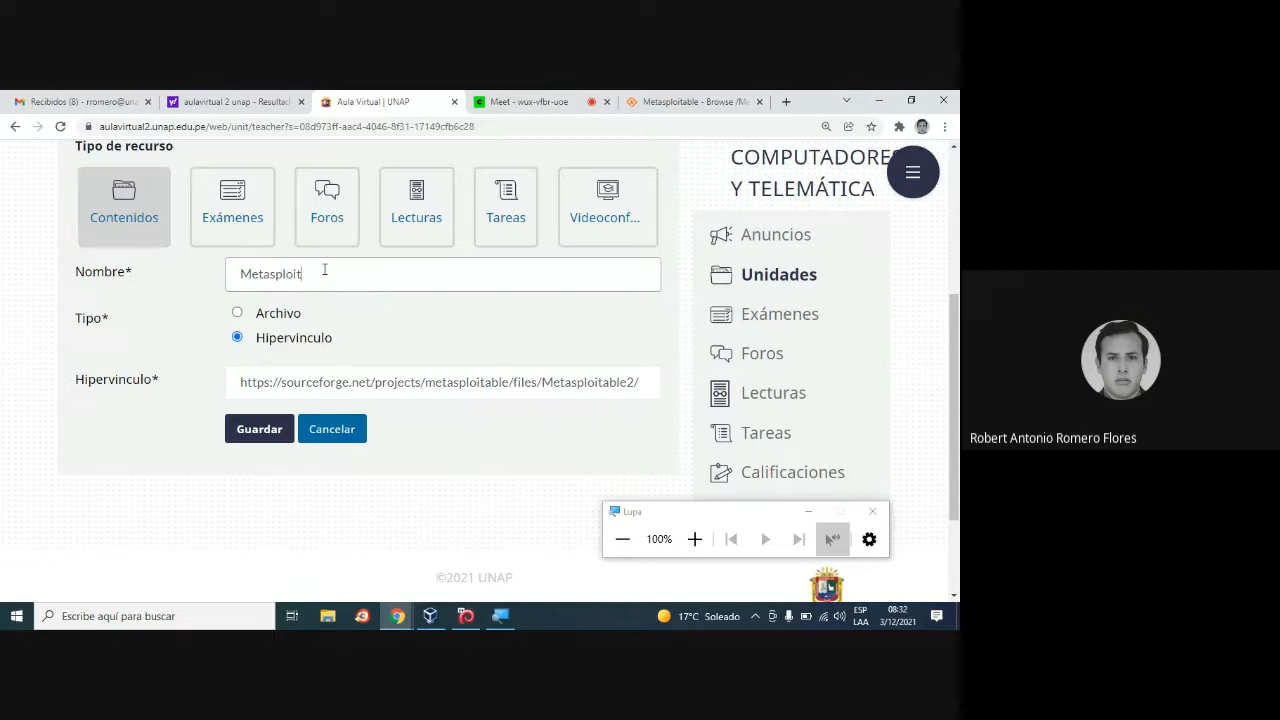 Recibidos (8) - rromero@una
aulavirtual 2 unap - Resultad
Aula Virtual | UNAP
Meet - wux-vfbr-uoe
Metasploitable - Browse /Me
aulavirtual2.unap.edu.pe/web/unit/teacher?s=08d973ff-aac4-4046-8f31-17149cfb6c28
Tipo de recurso
COMPUTADORES
Y TELEMÁTICA
Contenidos
Exámenes
Foros
Lecturas
Tareas
Videoconf...
Nombre*
Metasploit
Tipo*
Archivo
Hipervinculo
Hipervinculo*
https://sourceforge.net/projects/metasploitable/files/Metasploitable2/
Guardar
Cancelar
Anuncios
Unidades
Exámenes
Foros
Lecturas
Tareas
Calificaciones
Lupa
100%
©2021 UNAP
Escribe aquí para buscar
17°C Soleado
ESP
LAA
08:32
3/12/2021
Robert Antonio Romero Flores